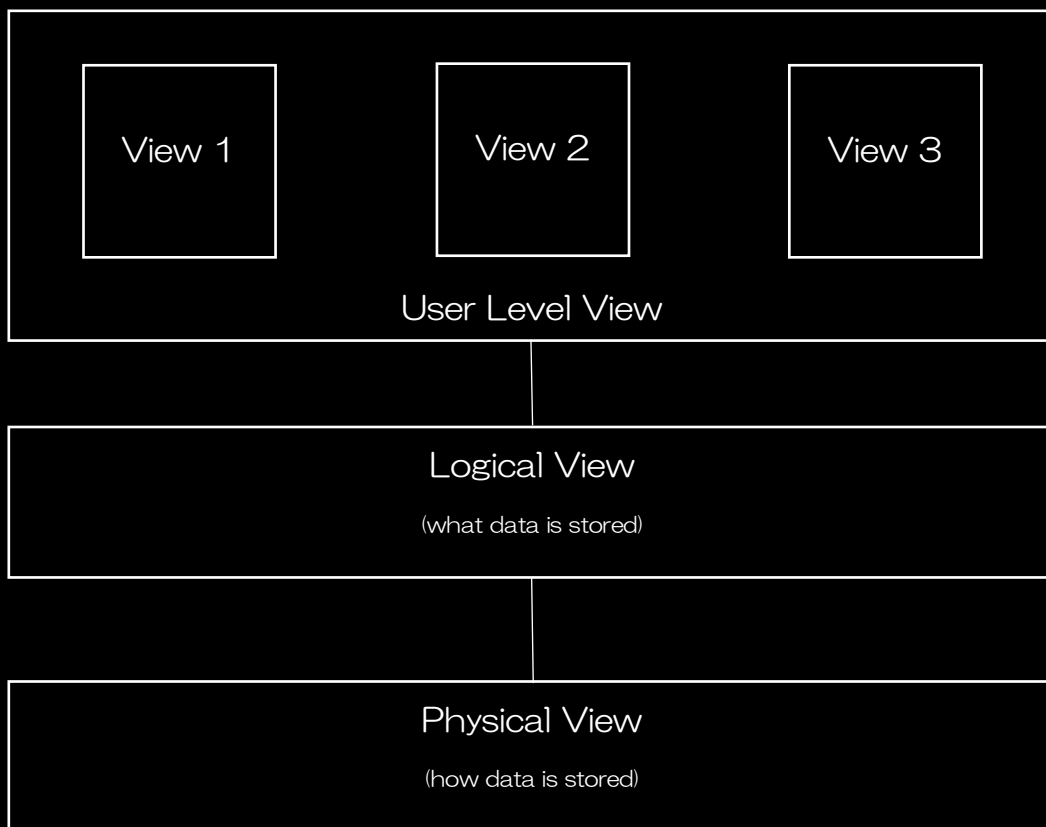 View 1
View 2
View 3
User Level View
Logical View
(what data is stored)
Physical View
(how data is stored)